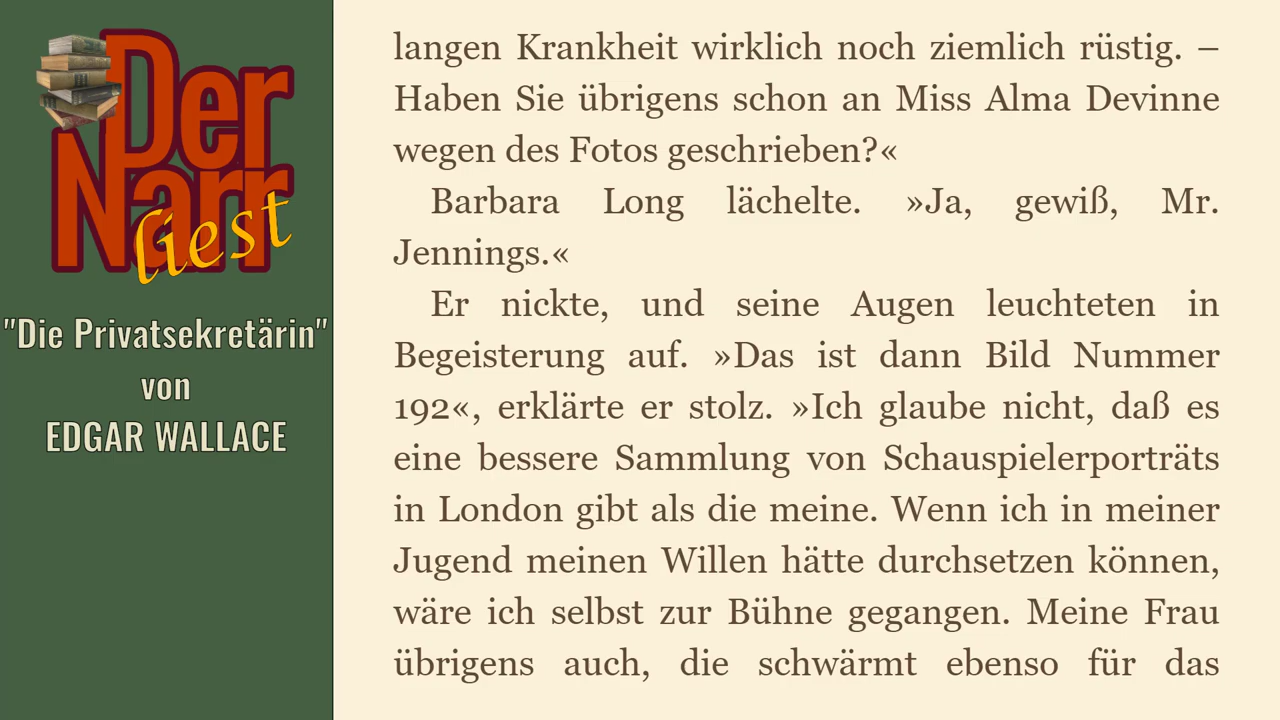 Der
Narr
liest
"Die Privatsekretärin"
von
EDGAR WALLACE
langen Krankheit wirklich noch ziemlich rüstig. –
Haben Sie übrigens schon an Miss Alma Devinne
wegen des Fotos geschrieben?«
Barbara Long lächelte. »Ja, gewiß, Mr.
Jennings.«
Er nickte, und seine Augen leuchteten in
Begeisterung auf. »Das ist dann Bild Nummer
192«, erklärte er stolz. »Ich glaube nicht, daß es
eine bessere Sammlung von Schauspielerporträts
in London gibt als die meine. Wenn ich in meiner
Jugend meinen Willen hätte durchsetzen können,
wäre ich selbst zur Bühne gegangen. Meine Frau
übrigens auch, die schwärmt ebenso für das